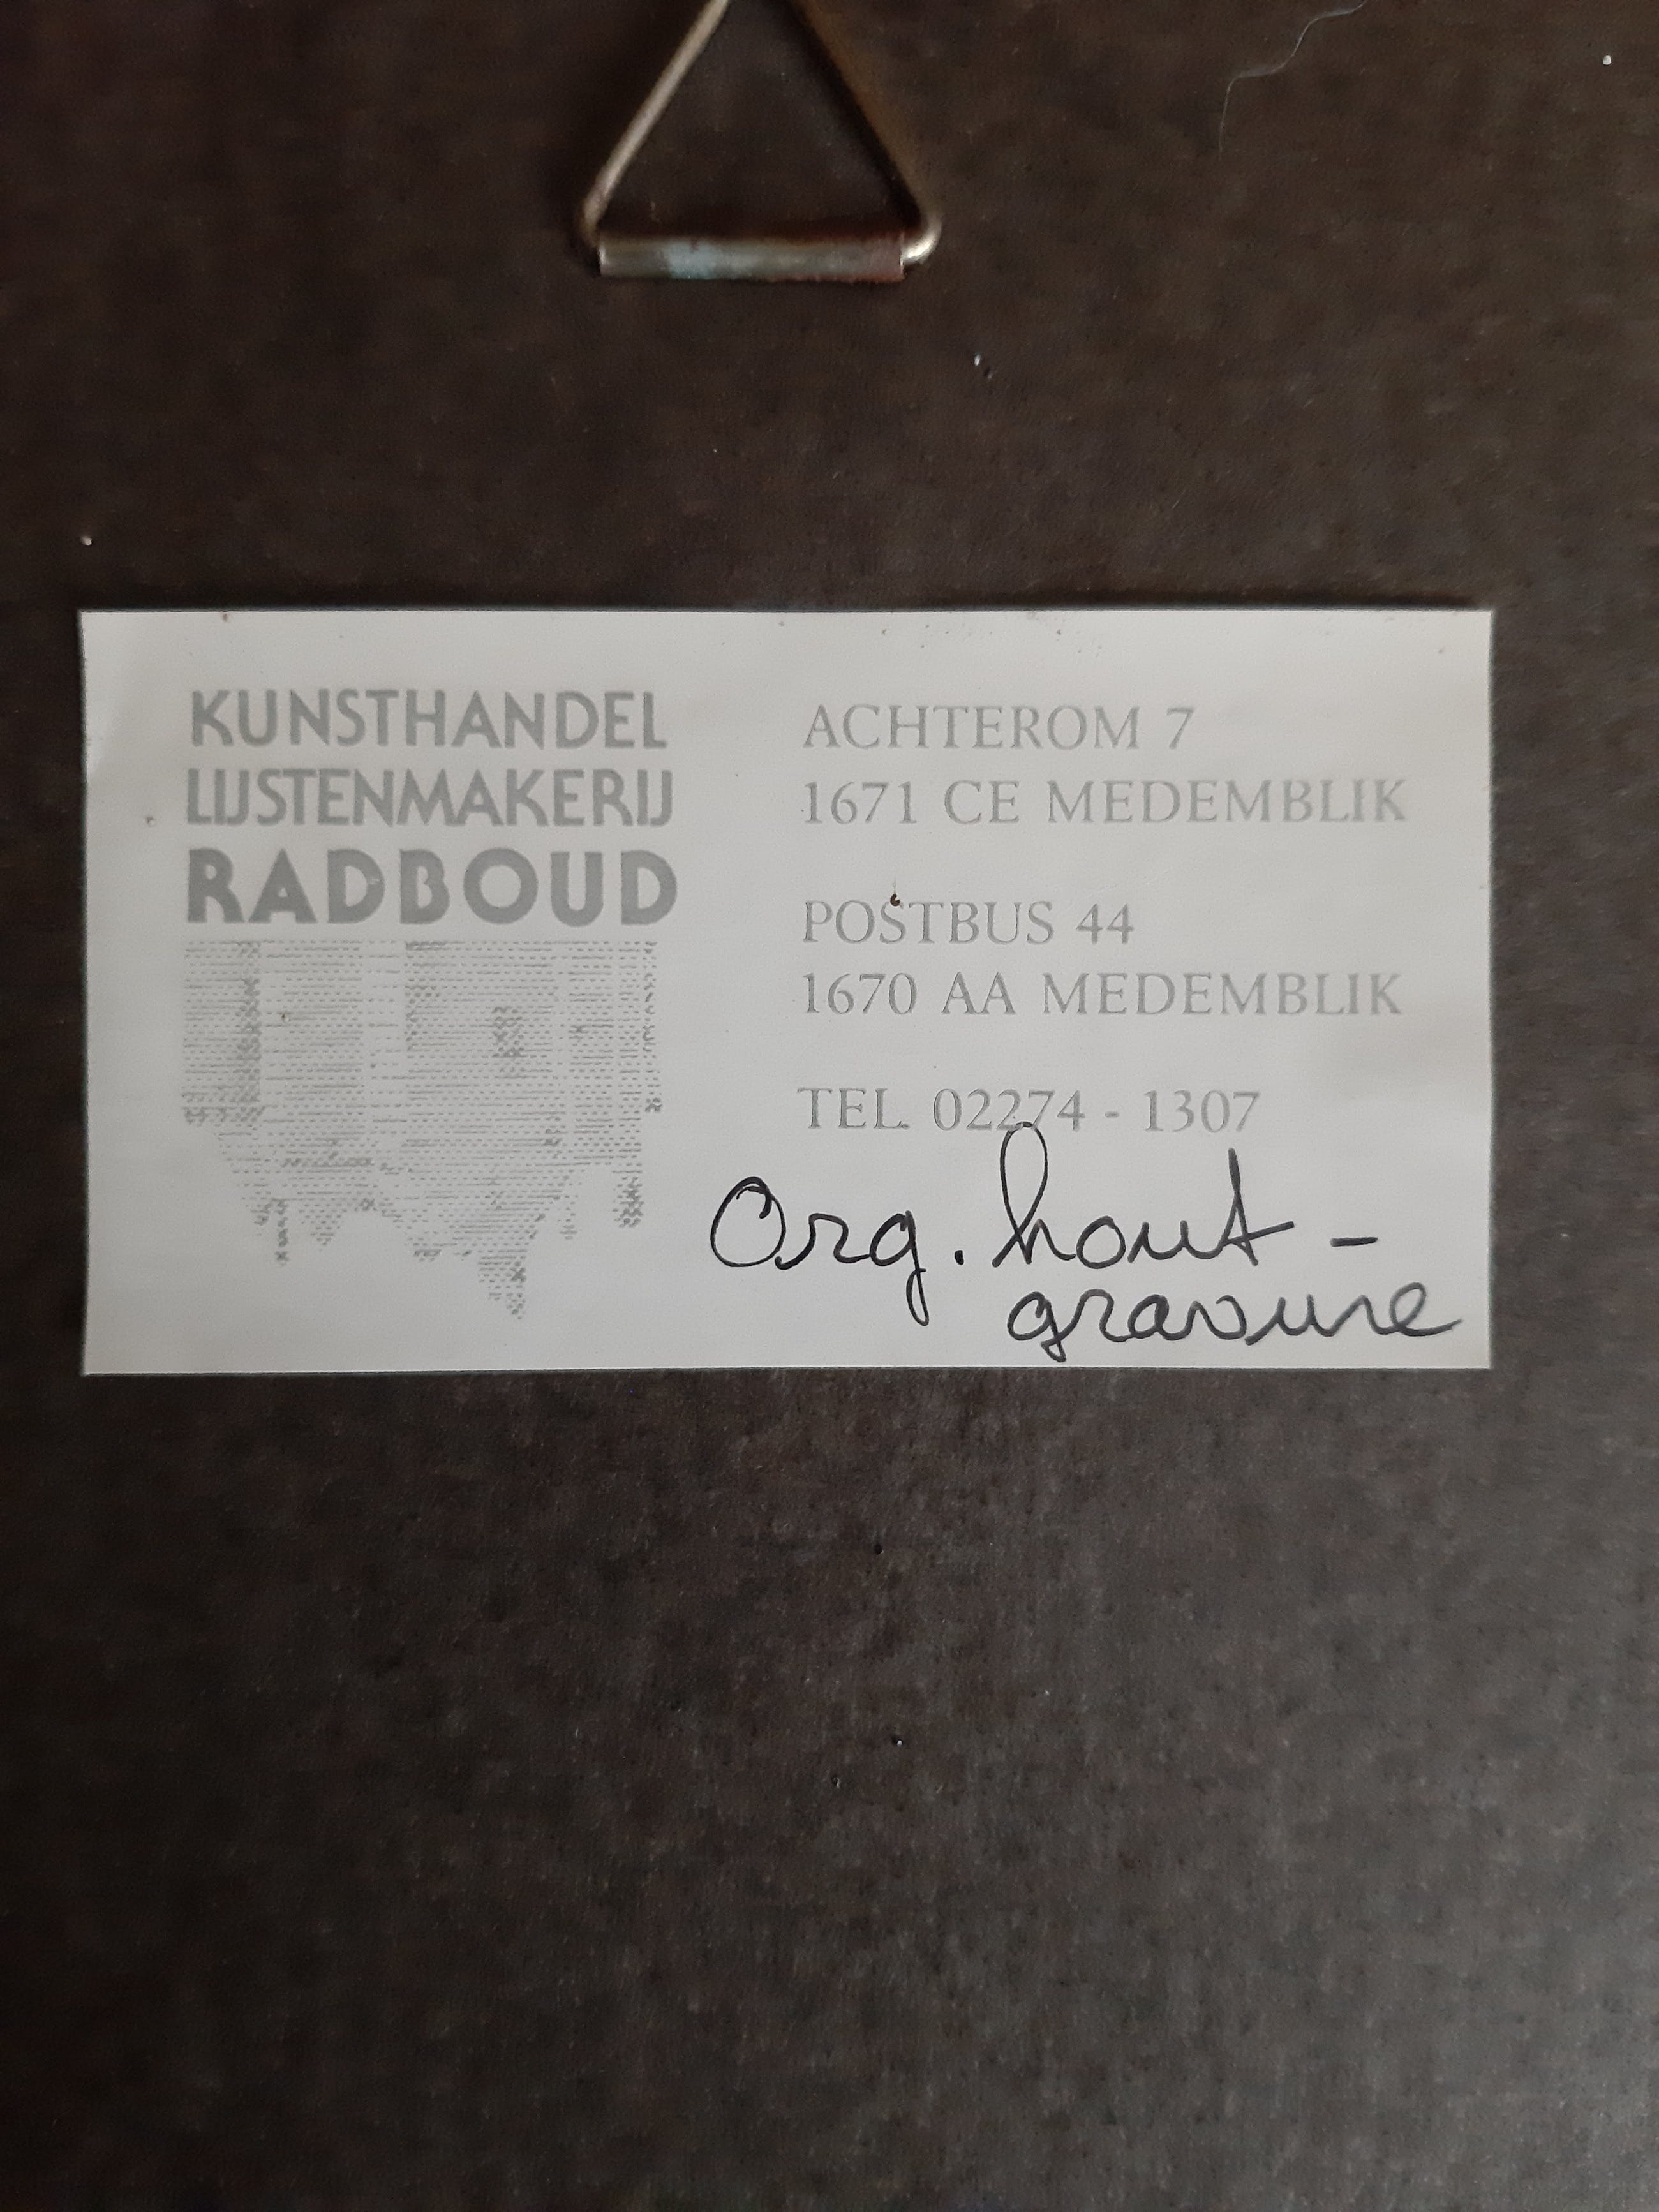 KUNSTHANDEL
LIJSTENMAKERIJ
RADBOUD
ACHTEROM 7
1671 CE MEDEMBLIK
POSTBUS 44
1670 AA MEDEMBLIK
TEL. 02274 - 1307
Org. hout -
gravure